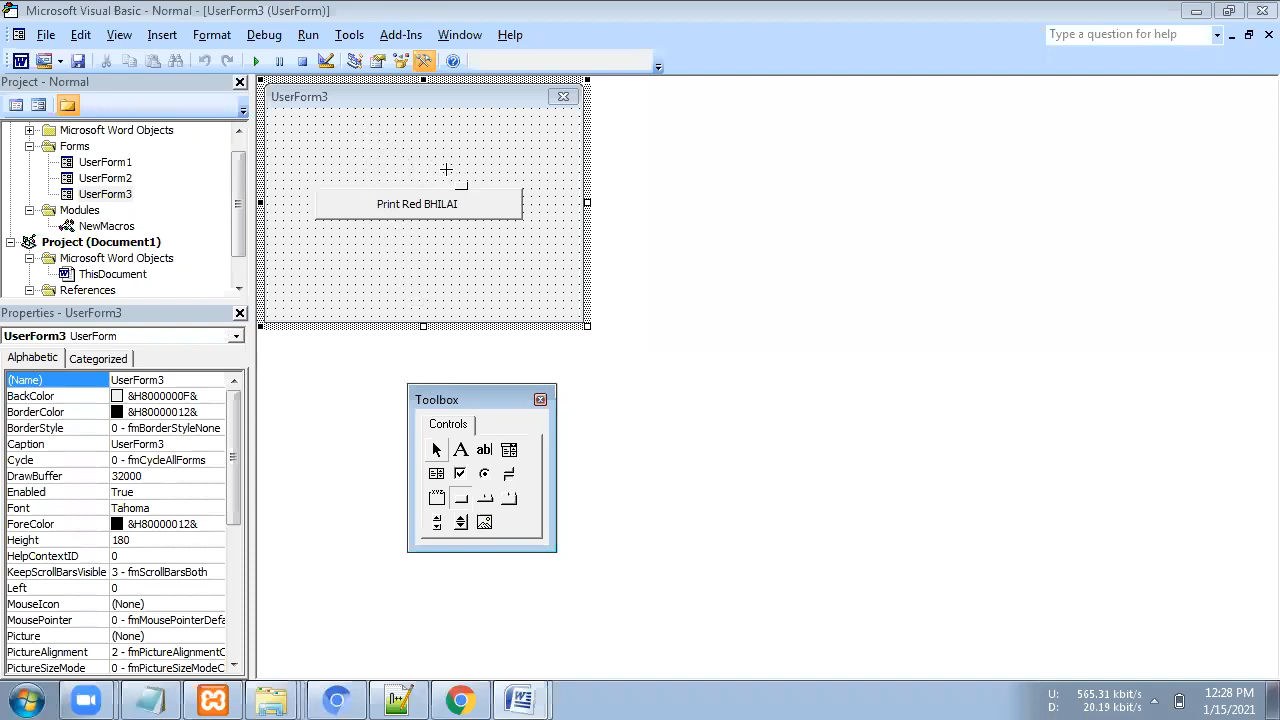 Microsoft Visual Basic - Normal - [UserForm3 (UserForm)]
File Edit View Insert Format Debug Run Tools Add-Ins Window Help
Type a question for help
Project - Normal
Microsoft Word Objects
Forms
UserForm1
UserForm2
UserForm3
Modules
NewMacros
Project (Document1)
Microsoft Word Objects
ThisDocument
References
UserForm3
Print Red BHILAI
Properties - UserForm3
UserForm3 UserForm
Alphabetic Categorized
(Name) UserForm3
BackColor &H8000000F&
BorderColor &H80000012&
BorderStyle 0 - fmBorderStyleNone
Caption UserForm3
Cycle 0 - fmCycleAllForms
DrawBuffer 32000
Enabled True
Font Tahoma
ForeColor &H80000012&
Height 180
HelpContextID 0
KeepScrollBarsVisible 3 - fmScrollBarsBoth
Left 0
MouseIcon (None)
MousePointer 0 - fmMousePointerDefa
Picture (None)
PictureAlignment 2 - fmPictureAlignmentC
PictureSizeMode 0 - fmPictureSizeModeC
Toolbox
Controls
A ab|
U: 565.31 kbit/s
D: 20.19 kbit/s
12:28 PM
1/15/2021